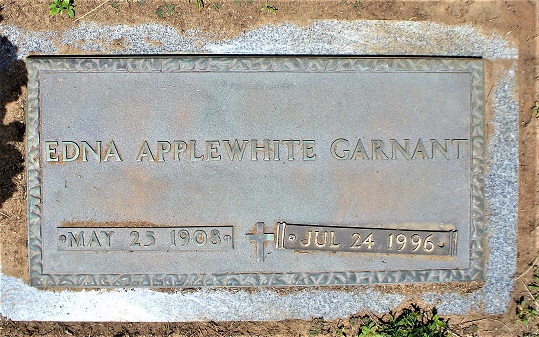 EDNA APPLEWHITE GARNANT
MAY 25 1908 JUL 24 1996